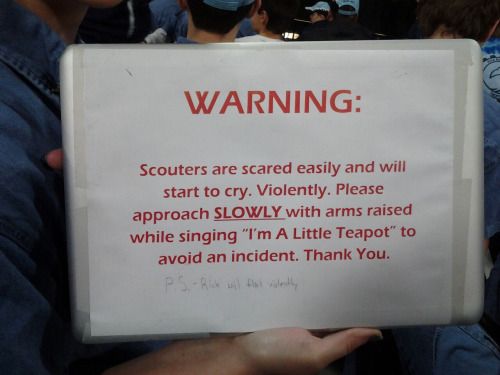 WARNING:
Scouters are scared easily and will
start to cry. Violently. Please
approach SLOWLY with arms raised
while singing "I'm A Little Teapot" to
avoid an incident. Thank You.
P.S. - Rick will violently